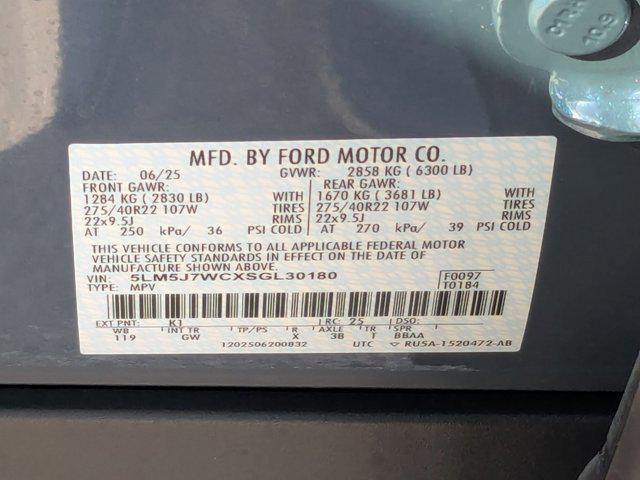 MFD. BY FORD MOTOR CO.
DATE: 06/25 GVWR: 2858 KG ( 6300 LB)
FRONT GAWR: REAR GAWR:
1284 KG ( 2830 LB) WITH 1670 KG ( 3681 LB) WITH
275/40R22 107W TIRES 275/40R22 107W TIRES
22x9.5J RIMS 22x9.5J RIMS
AT 250 kPa/ 36 PSI COLD AT 270 kPa/ 39 PSI COLD
THIS VEHICLE CONFORMS TO ALL APPLICABLE FEDERAL MOTOR
VEHICLE SAFETY STANDARDS IN EFFECT ON THE DATE OF
VIN: 5LM5J7WCXSGL30180 F0097
TYPE: MPV T0184
EXT PNT: K1 RC: 25 DSO:
WB INT TR TP/PS R AXLE TR SPR
119 GW X 3B T BBAA
1202506200832 UTC ▽ RU5A-1520472-AB
10.9